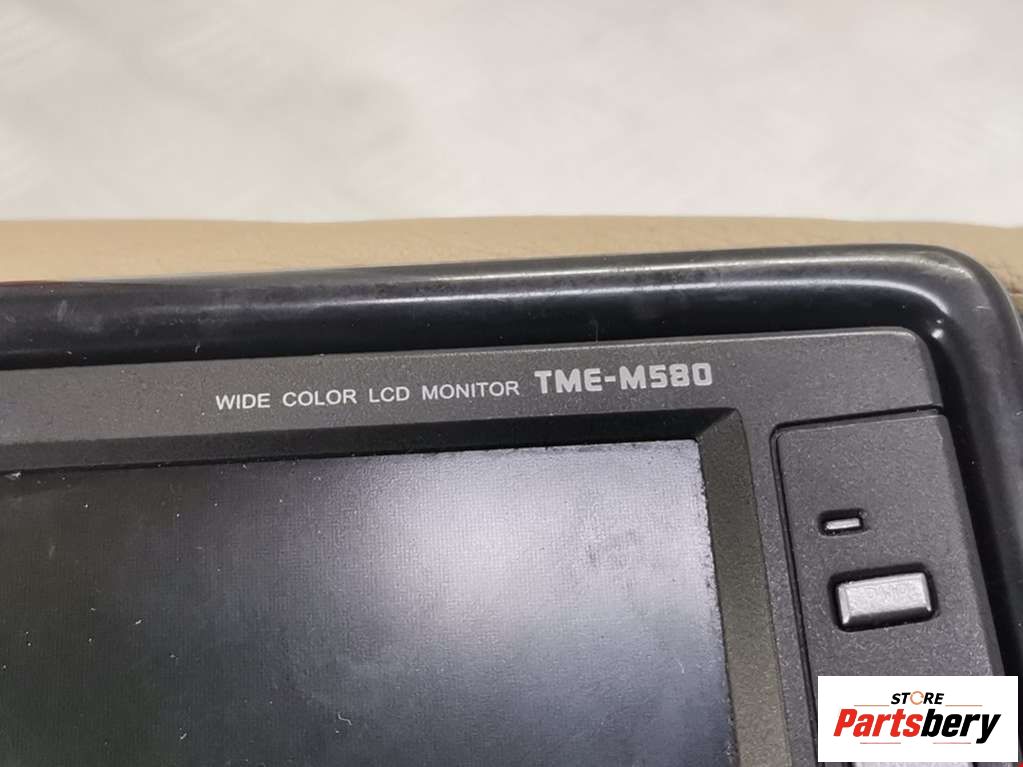 WIDE COLOR LCD MONITOR TME-M580
STORE
Partsbery